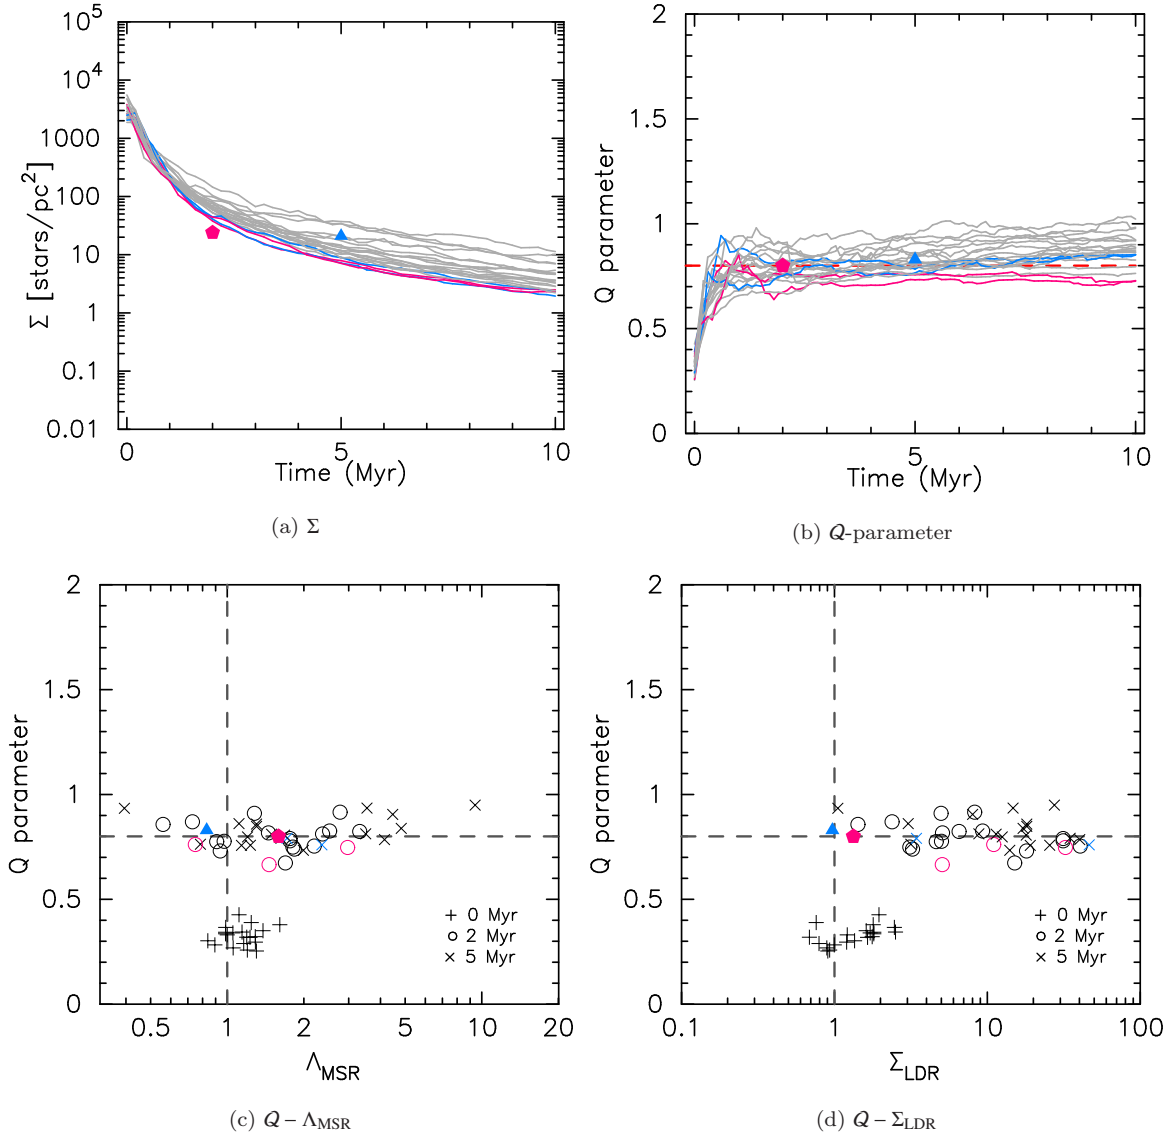 10^5
10^4
1000
100
10
1
0.1
0.01
Σ [stars/pc^2]
0 5 10
Time (Myr)
(a) Σ
2
1.5
1
0.5
0
Q parameter
0 5 10
Time (Myr)
(b) Q-parameter
2
1.5
1
0.5
0
Q parameter
+ 0 Myr
○ 2 Myr
× 5 Myr
0.5 1 2 5 10 20
Λ_MSR
(c) Q – Λ_MSR
2
1.5
1
0.5
0
Q parameter
+ 0 Myr
○ 2 Myr
× 5 Myr
0.1 1 10 100
Σ_LDR
(d) Q – Σ_LDR